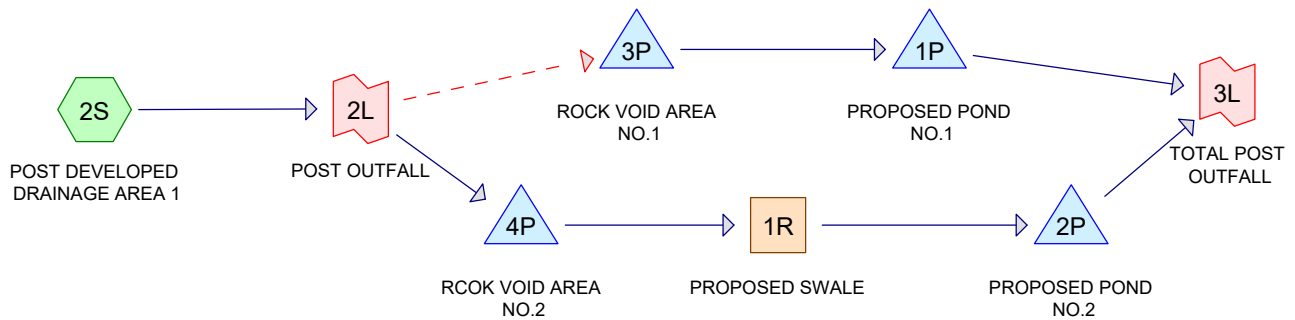 2S
POST DEVELOPED
DRAINAGE AREA 1
2L
POST OUTFALL
3P
ROCK VOID AREA
NO.1
1P
PROPOSED POND
NO.1
4P
RCOK VOID AREA
NO.2
1R
PROPOSED SWALE
2P
PROPOSED POND
NO.2
3L
TOTAL POST
OUTFALL